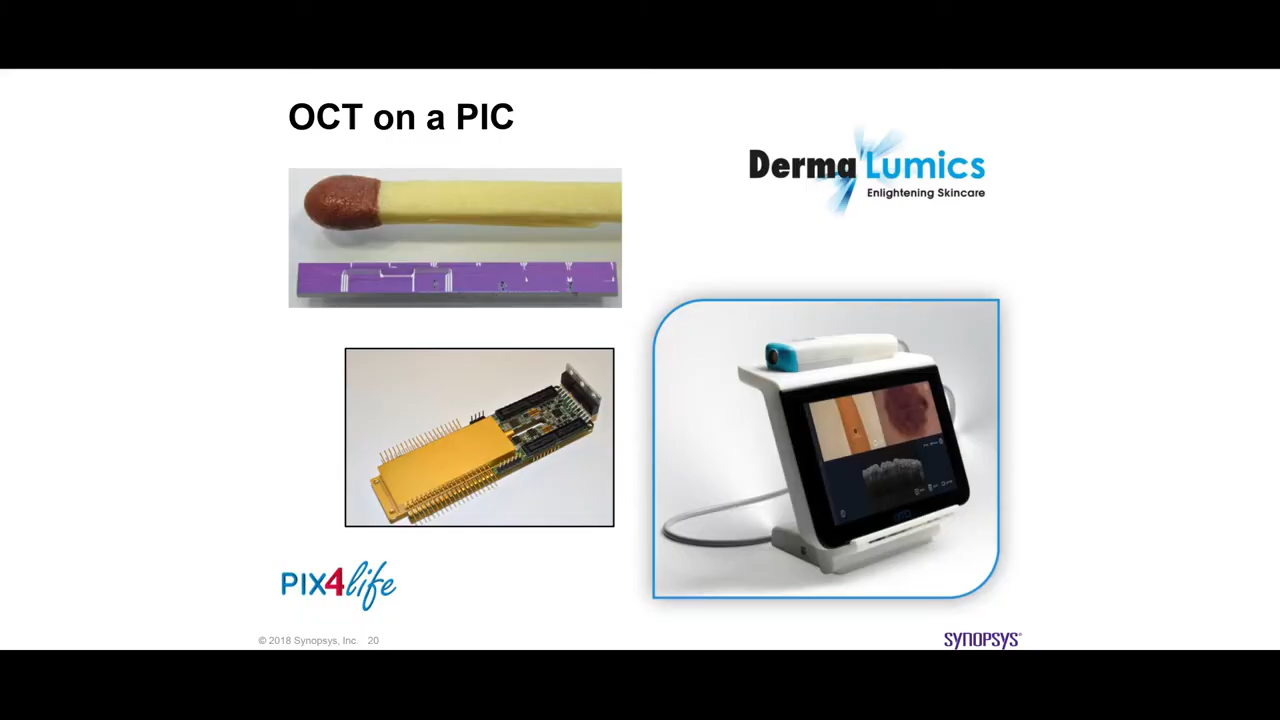 OCT on a PIC
Derma Lumics
Enlightening Skincare
PIX4life
© 2018 Synopsys, Inc. 20
SYNOPSYS®